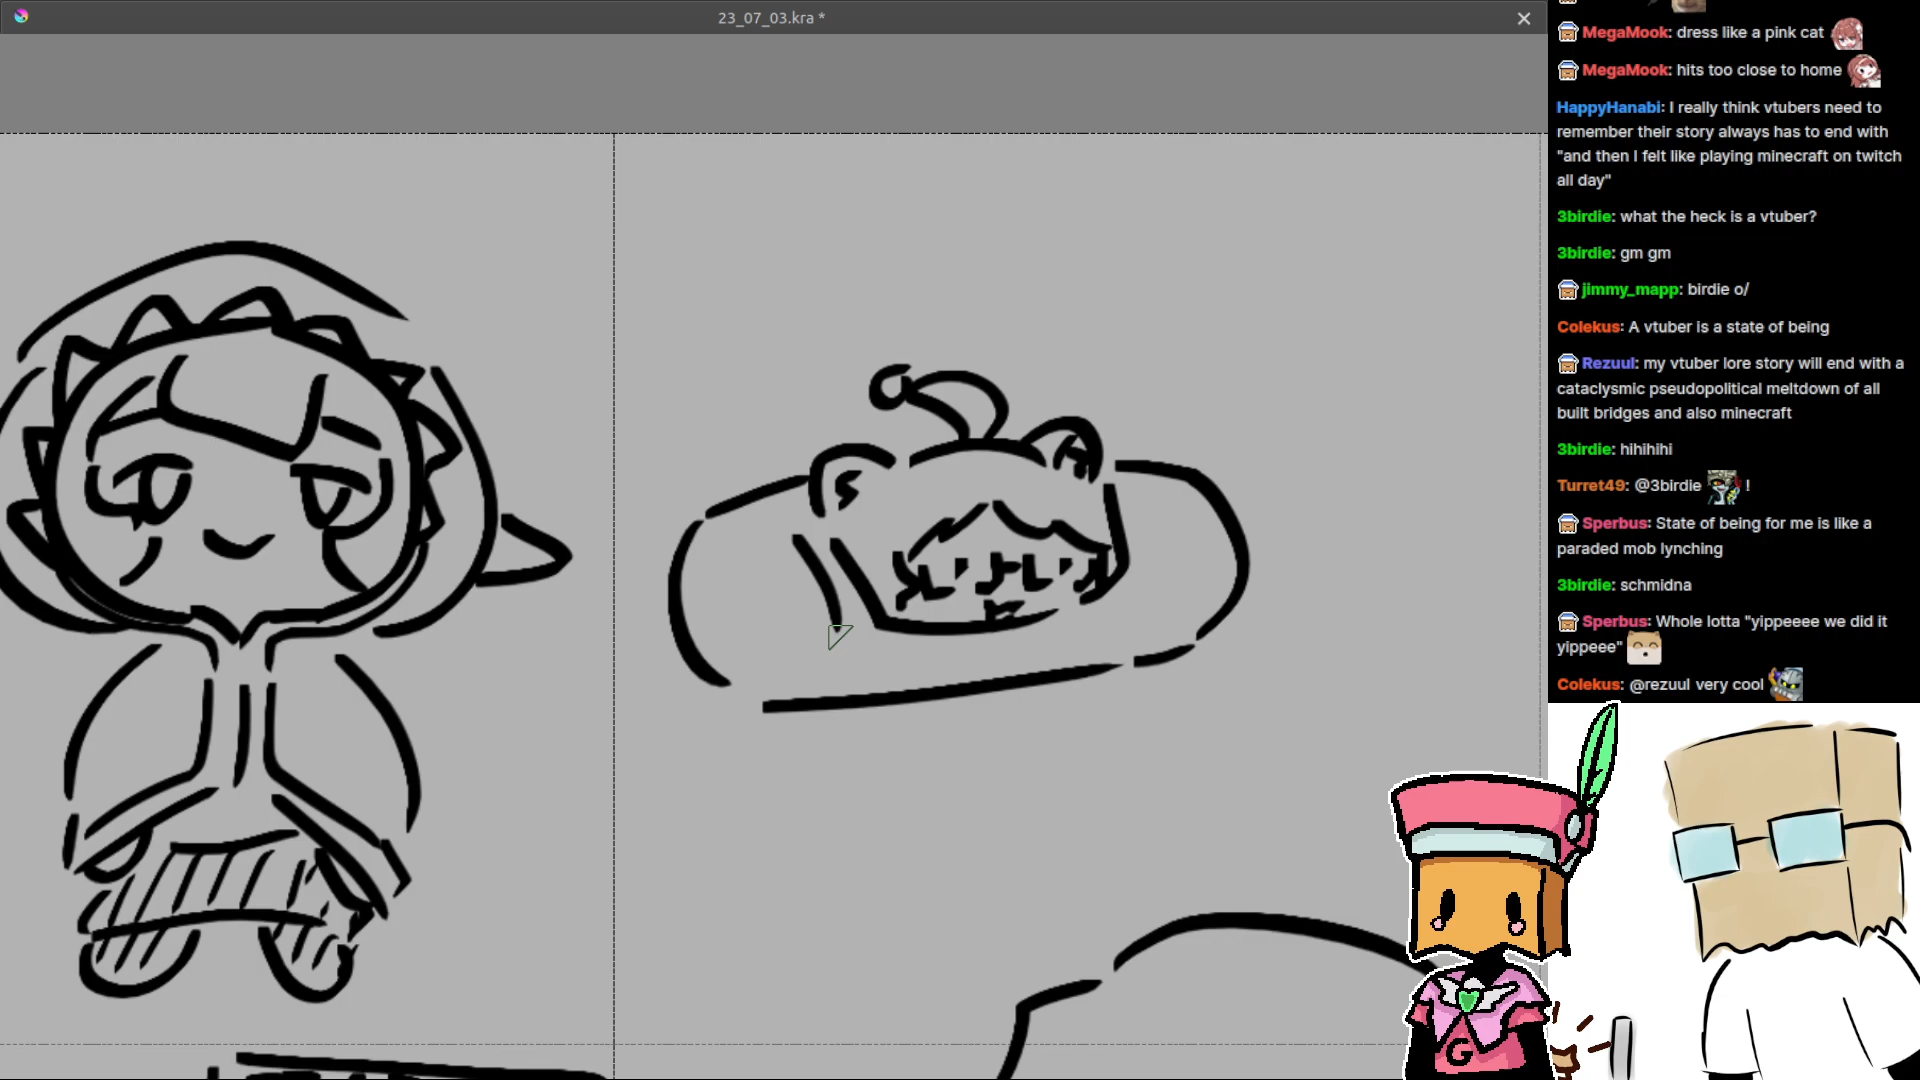 23_07_03.kra *
MegaMook: dress like a pink cat
MegaMook: hits too close to home
HappyHanabi: I really think vtubers need to
remember their story always has to end with
"and then I felt like playing minecraft on twitch
all day"
3birdie: what the heck is a vtuber?
3birdie: gm gm
jimmy_mapp: birdie o/
Colekus: A vtuber is a state of being
Rezuul: my vtuber lore story will end with a
cataclysmic pseudopolitical meltdown of all
built bridges and also minecraft
3birdie: hihihihi
Turret49: @3birdie !
Sperbus: State of being for me is like a
paraded mob lynching
3birdie: schmidna
Sperbus: Whole lotta "yippeeee we did it
yippeee"
Colekus: @rezuul very cool
G